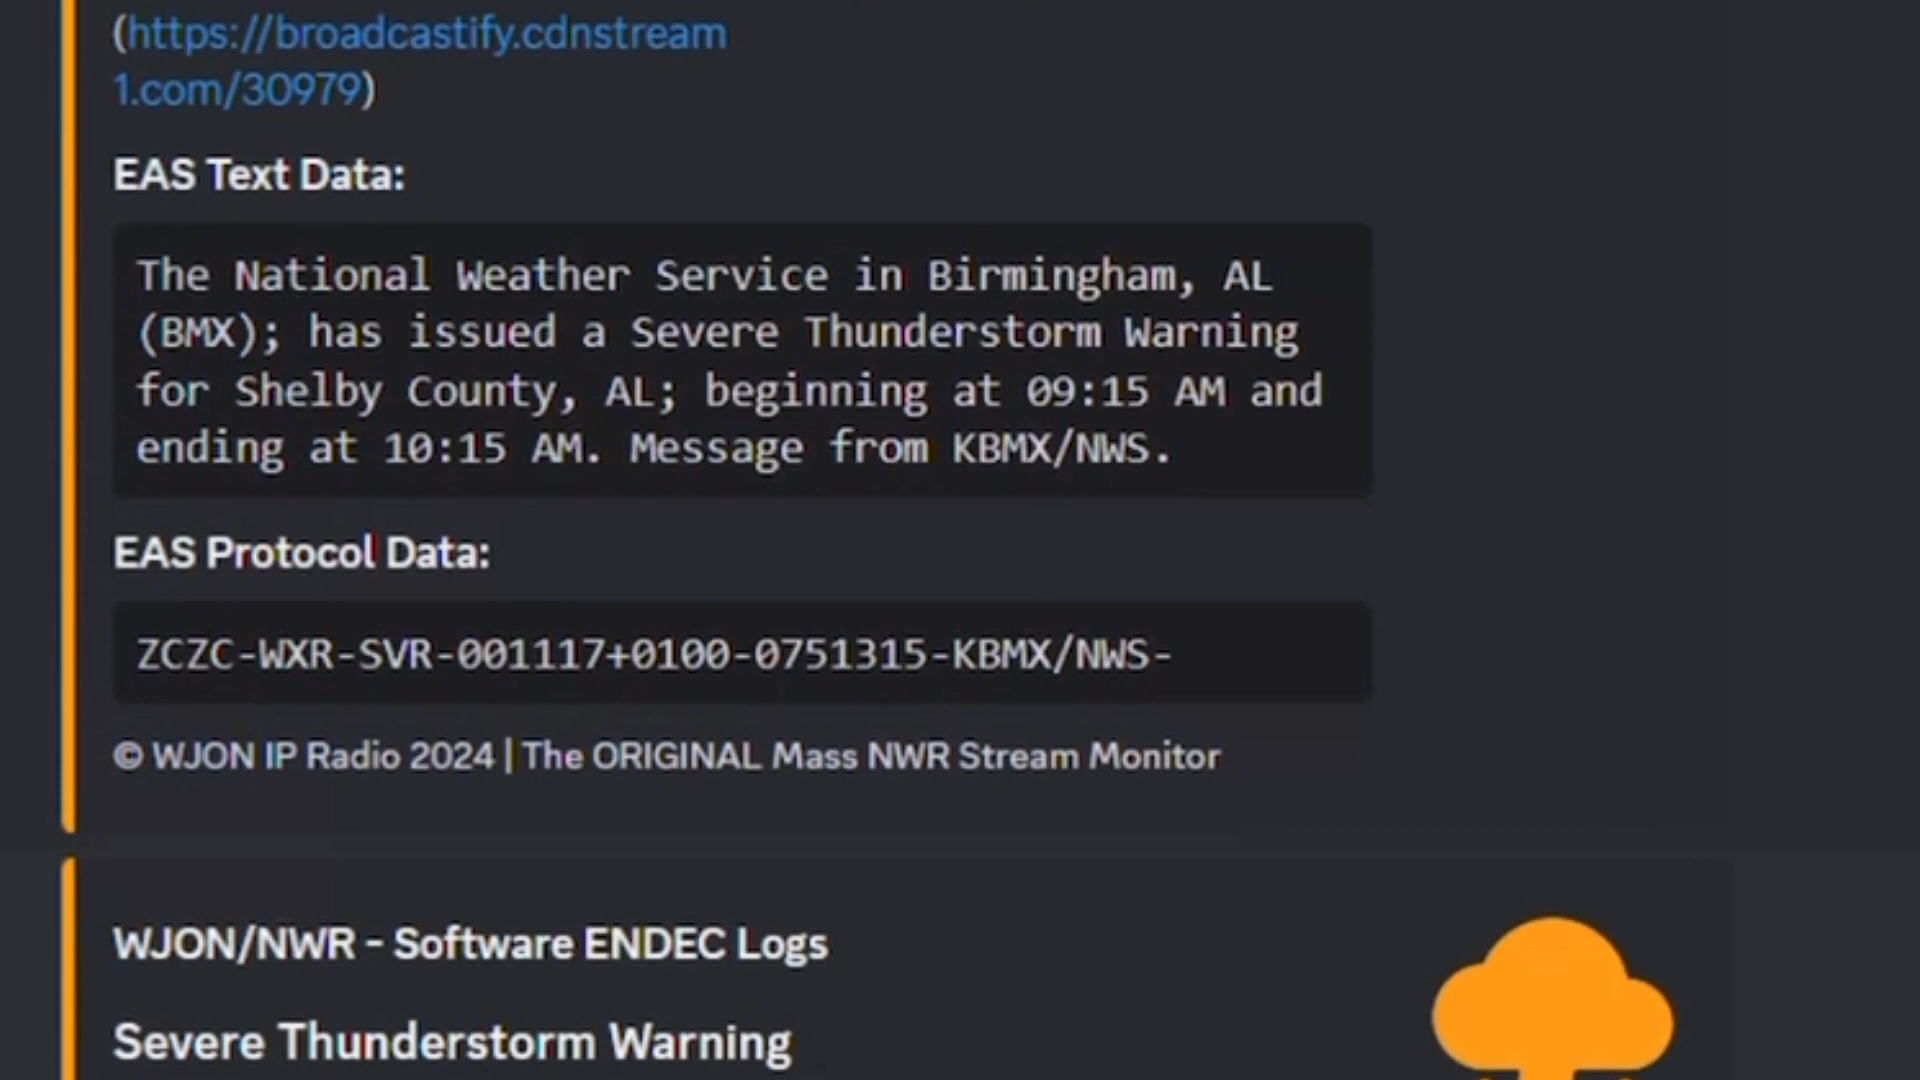 (https://broadcastify.cdnstream
1.com/30979)
EAS Text Data:
The National Weather Service in Birmingham, AL
(BMX); has issued a Severe Thunderstorm Warning
for Shelby County, AL; beginning at 09:15 AM and
ending at 10:15 AM. Message from KBMX/NWS.
EAS Protocol Data:
ZCZC-WXR-SVR-001117+0100-0751315-KBMX/NWS-
© WJON IP Radio 2024 | The ORIGINAL Mass NWR Stream Monitor
WJON/NWR - Software ENDEC Logs
Severe Thunderstorm Warning